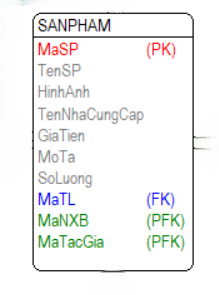 SANPHAM
MaSP (PK)
TenSP
HinhAnh
TenNhaCungCap
GiaTien
MoTa
SoLuong
MaTL (FK)
MaNXB (PFK)
MaTacGia (PFK)